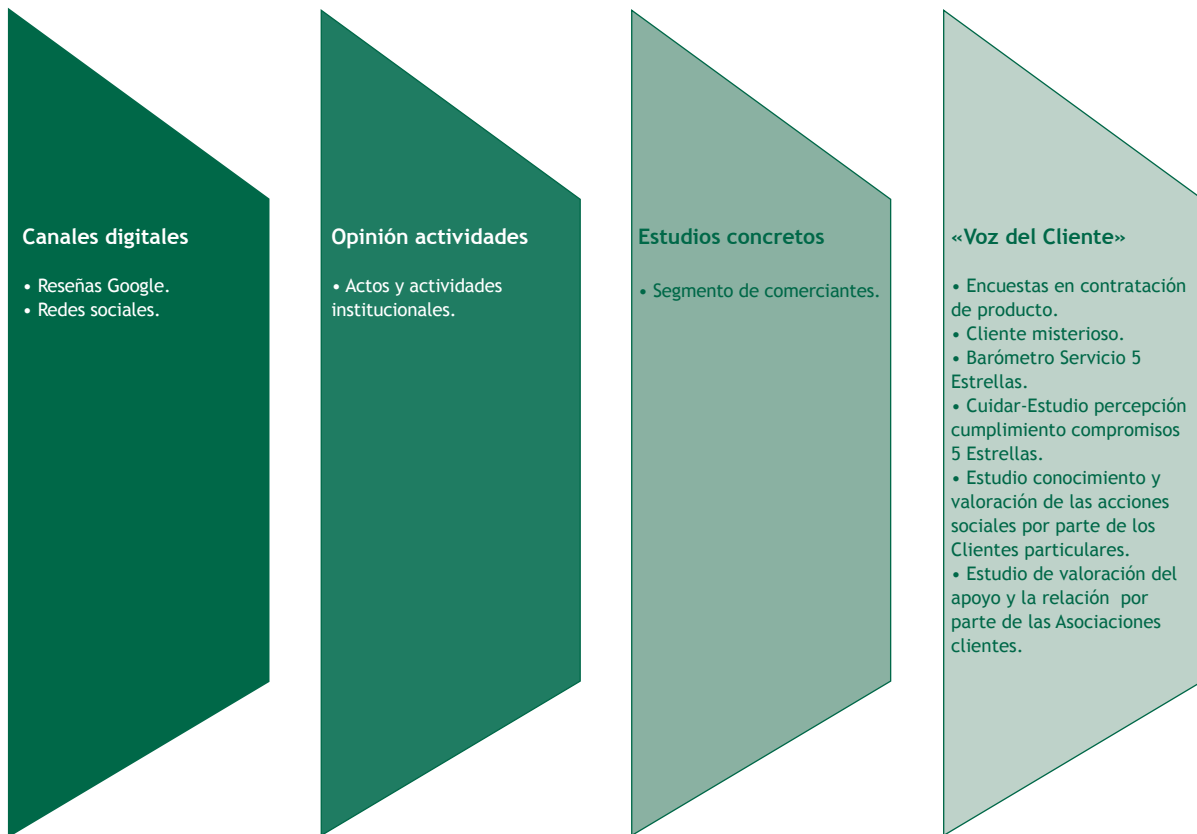 Canales digitales
• Reseñas Google.
• Redes sociales.
Opinión actividades
• Actos y actividades
institucionales.
Estudios concretos
• Segmento de comerciantes.
«Voz del Cliente»
• Encuestas en contratación
de producto.
• Cliente misterioso.
• Barómetro Servicio 5
Estrellas.
• Cuidar-Estudio percepción
cumplimiento compromisos
5 Estrellas.
• Estudio conocimiento y
valoración de las acciones
sociales por parte de los
Clientes particulares.
• Estudio de valoración del
apoyo y la relación por
parte de las Asociaciones
clientes.